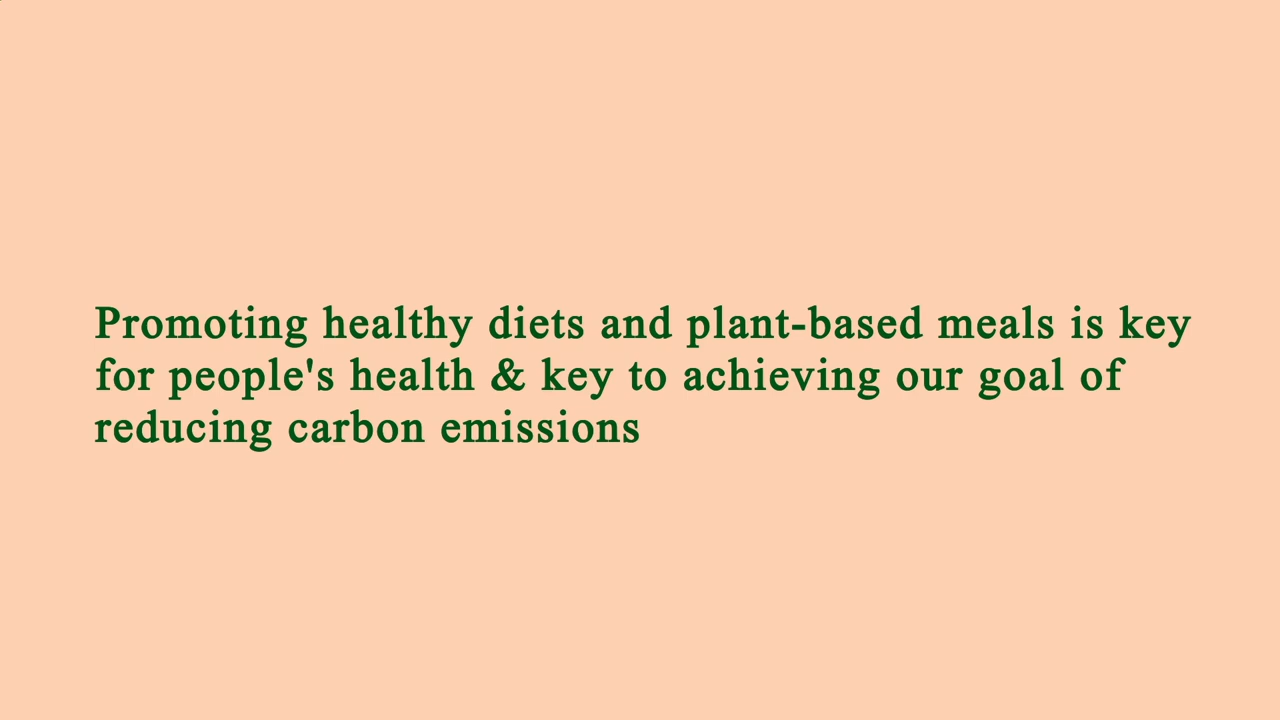 Promoting healthy diets and plant-based meals is key
for people's health & key to achieving our goal of
reducing carbon emissions